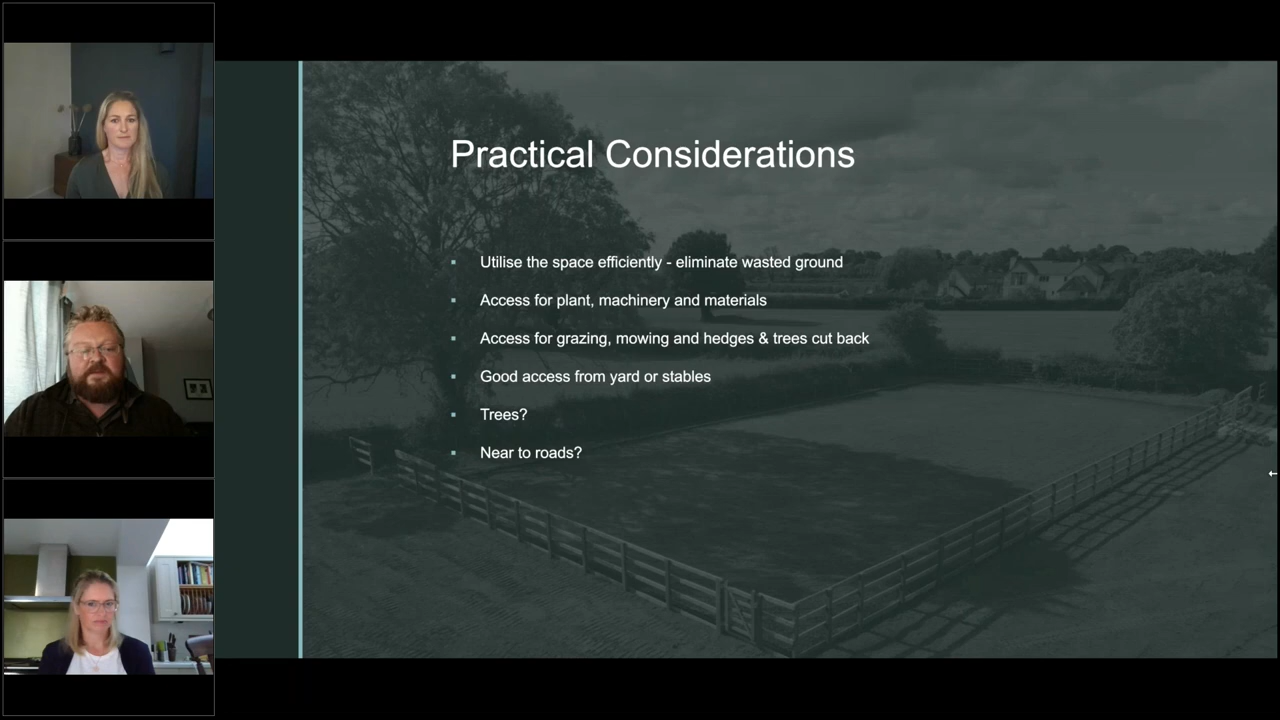 Practical Considerations
Utilise the space efficiently - eliminate wasted ground
Access for plant, machinery and materials
Access for grazing, mowing and hedges & trees cut back
Good access from yard or stables
Trees?
Near to roads?